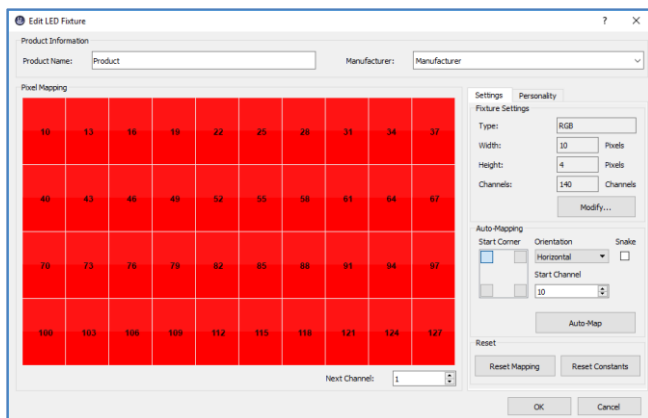 Edit LED Fixture
Product Information
Product Name: Product Manufacturer: Manufacturer
Pixel Mapping
10 13 16 19 22 25 28 31 34 37
40 43 46 49 52 55 58 61 64 67
70 73 76 79 82 85 88 91 94 97
100 103 106 109 112 115 118 121 124 127
Next Channel: 1
Settings Personality
Fixture Settings
Type: RGB
Width: 10 Pixels
Height: 4 Pixels
Channels: 140 Channels
Modify...
Auto-Mapping
Start Corner Orientation Snake
Horizontal
Start Channel
10
Auto-Map
Reset
Reset Mapping Reset Constants
OK Cancel